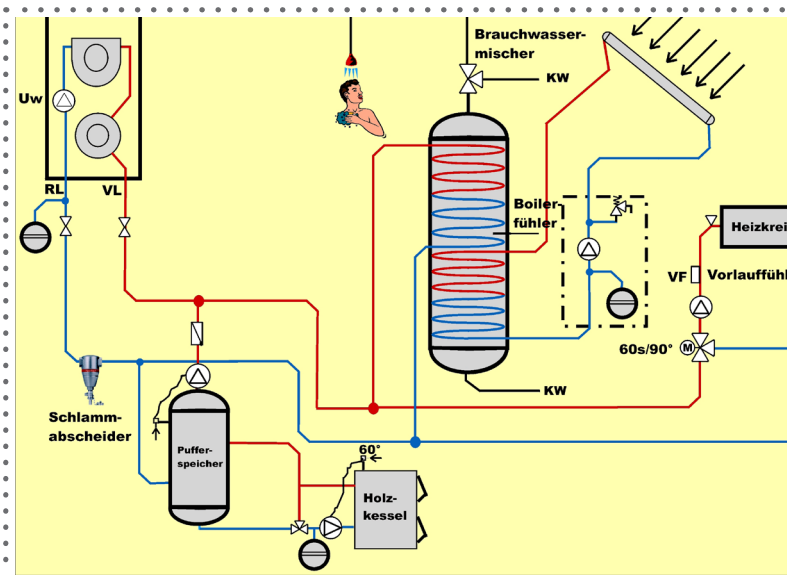 Brauchwasser-
mischer
KW
Uw
RL
VL
Boiler-
fühler
Heizkrei
VF
Vorlauffühl
60s/90°
M
KW
Schlamm-
abscheider
Puffer-
speicher
60°
Holz-
kessel